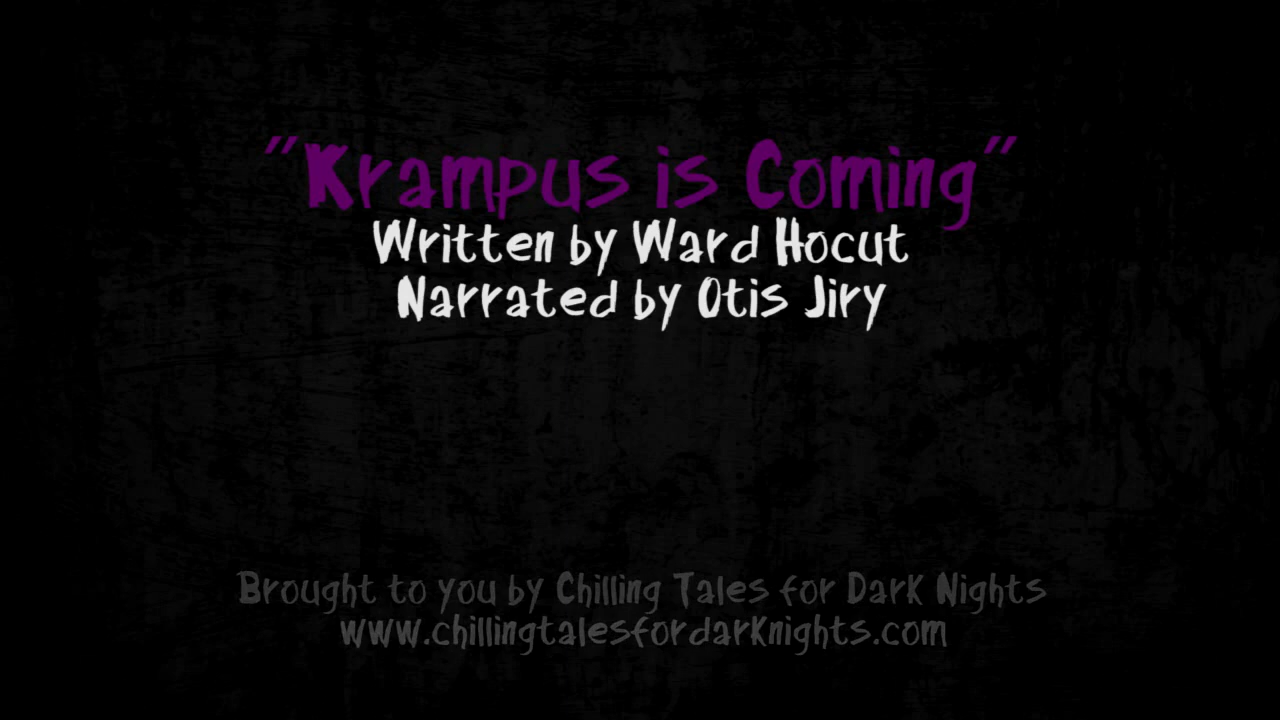 "Krampus is Coming"
Written by Ward Hocut
Narrated by Otis Jiry
Brought to you by Chilling Tales for Dark Nights
www.chillingtalesfordarknights.com